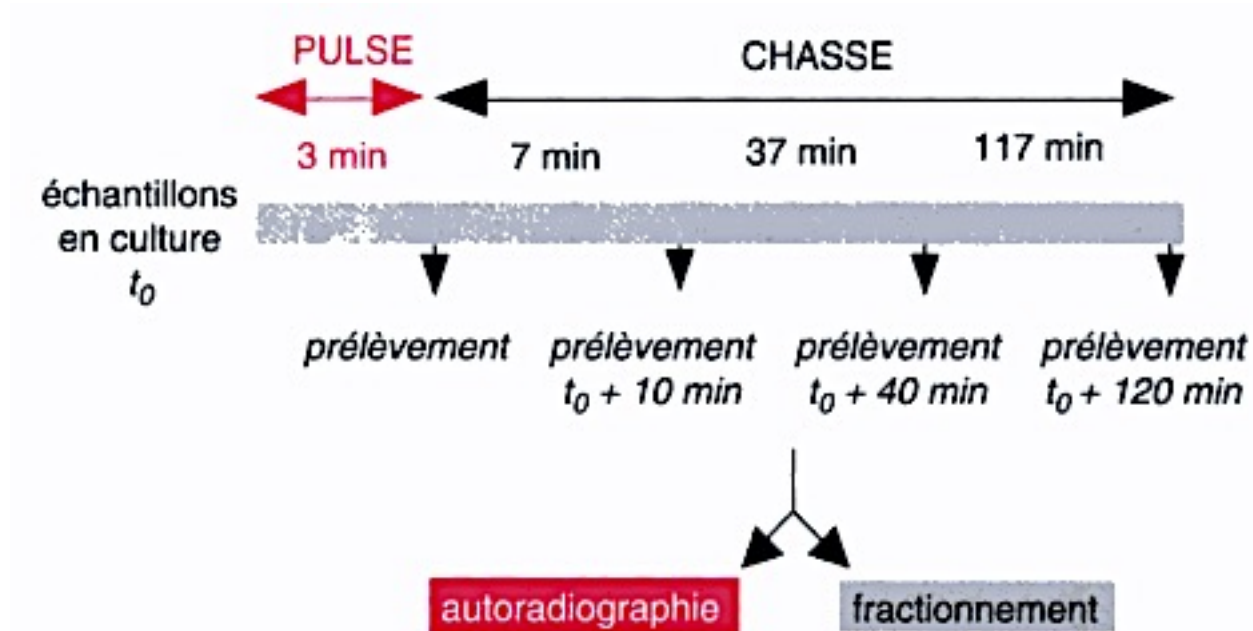 PULSE
CHASSE
3 min
7 min
37 min
117 min
échantillons
en culture
t0
prélèvement
prélèvement
t0 + 10 min
prélèvement
t0 + 40 min
prélèvement
t0 + 120 min
autoradiographie
fractionnement